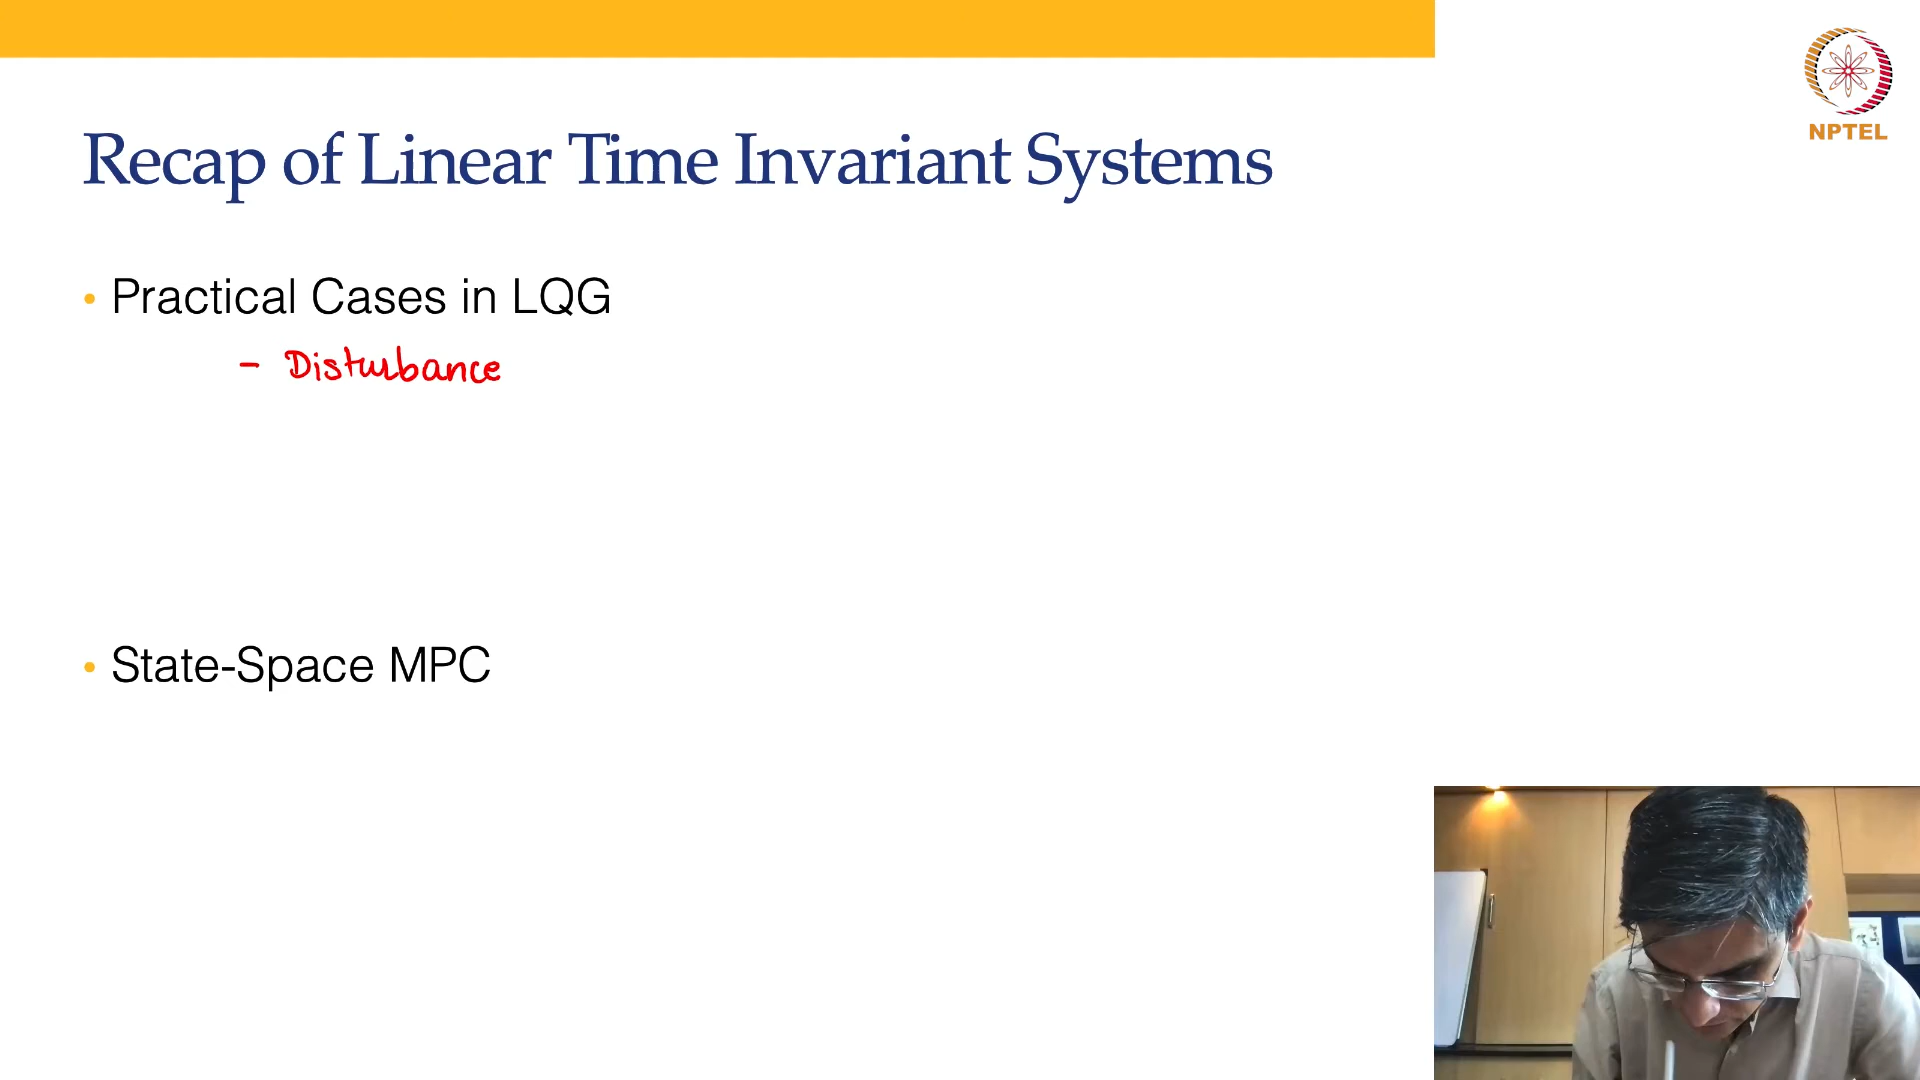 NPTEL
Recap of Linear Time Invariant Systems
• Practical Cases in LQG
– Disturbance
• State-Space MPC